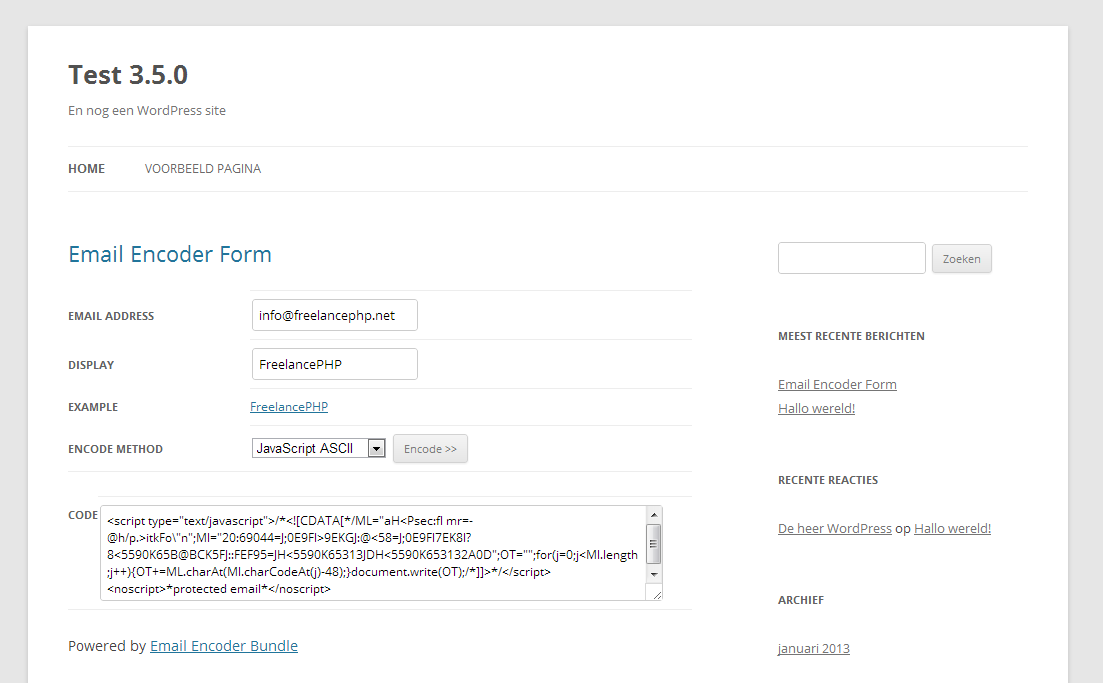 Test 3.5.0
En nog een WordPress site
HOME VOORBEELD PAGINA
Email Encoder Form
EMAIL ADDRESS info@freelancephp.net
DISPLAY FreelancePHP
EXAMPLE FreelancePHP
ENCODE METHOD JavaScript ASCII Encode >>
CODE <script type="text/javascript">/*<![CDATA[*/ML="aH<Psec:fl mr=-
@h/p.>itkFo\"n";MI="20:69044=J;0E9FI>9EKGJ:@<58=J;0E9FI7EK8I?
8<5590K65B@BCK5FJ::FEF95=JH<5590K65313JDH<5590K653132A0D";OT="";for(j=0;j<MI.length
;j++){OT+=ML.charAt(MI.charCodeAt(j)-48);}document.write(OT);/*]]>*/</script>
<noscript>*protected email*</noscript>
Powered by Email Encoder Bundle
Zoeken
MEEST RECENTE BERICHTEN
Email Encoder Form
Hallo wereld!
RECENTE REACTIES
De heer WordPress op Hallo wereld!
ARCHIEF
januari 2013